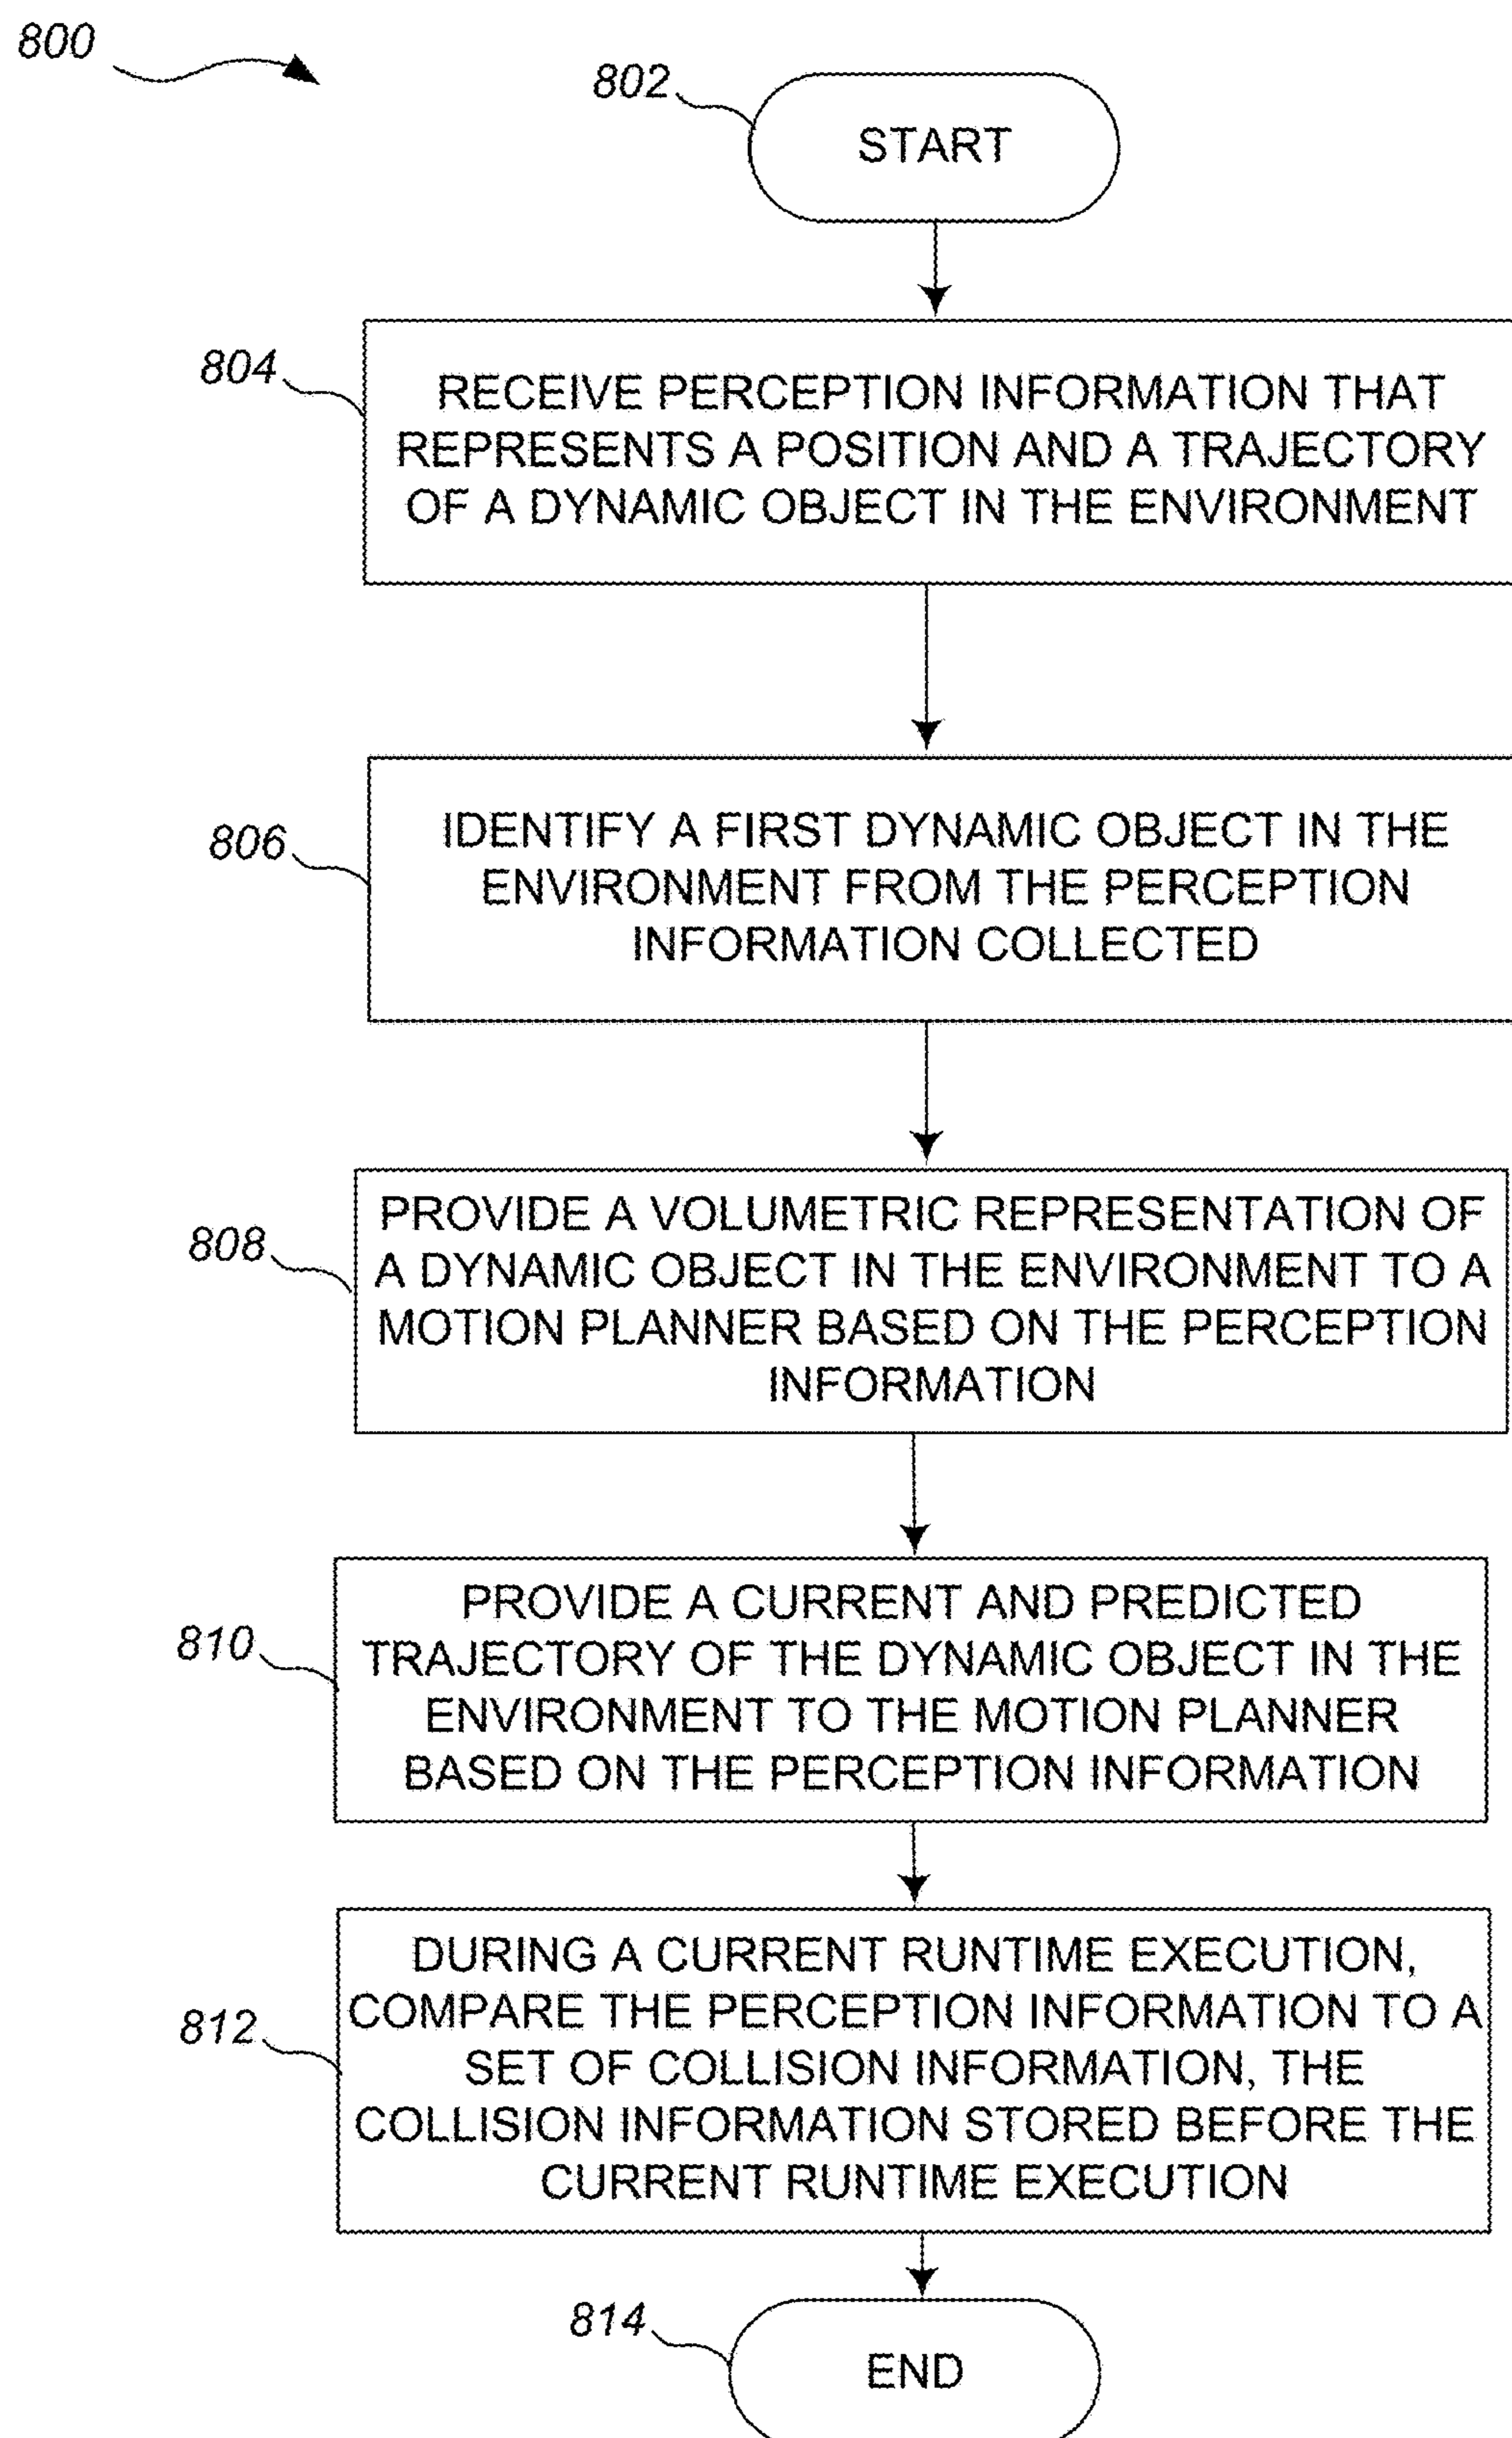 800
802
START
804
RECEIVE PERCEPTION INFORMATION THAT
REPRESENTS A POSITION AND A TRAJECTORY
OF A DYNAMIC OBJECT IN THE ENVIRONMENT
806
IDENTIFY A FIRST DYNAMIC OBJECT IN THE
ENVIRONMENT FROM THE PERCEPTION
INFORMATION COLLECTED
808
PROVIDE A VOLUMETRIC REPRESENTATION OF
A DYNAMIC OBJECT IN THE ENVIRONMENT TO A
MOTION PLANNER BASED ON THE PERCEPTION
INFORMATION
810
PROVIDE A CURRENT AND PREDICTED
TRAJECTORY OF THE DYNAMIC OBJECT IN THE
ENVIRONMENT TO THE MOTION PLANNER
BASED ON THE PERCEPTION INFORMATION
812
DURING A CURRENT RUNTIME EXECUTION,
COMPARE THE PERCEPTION INFORMATION TO A
SET OF COLLISION INFORMATION, THE
COLLISION INFORMATION STORED BEFORE THE
CURRENT RUNTIME EXECUTION
814
END